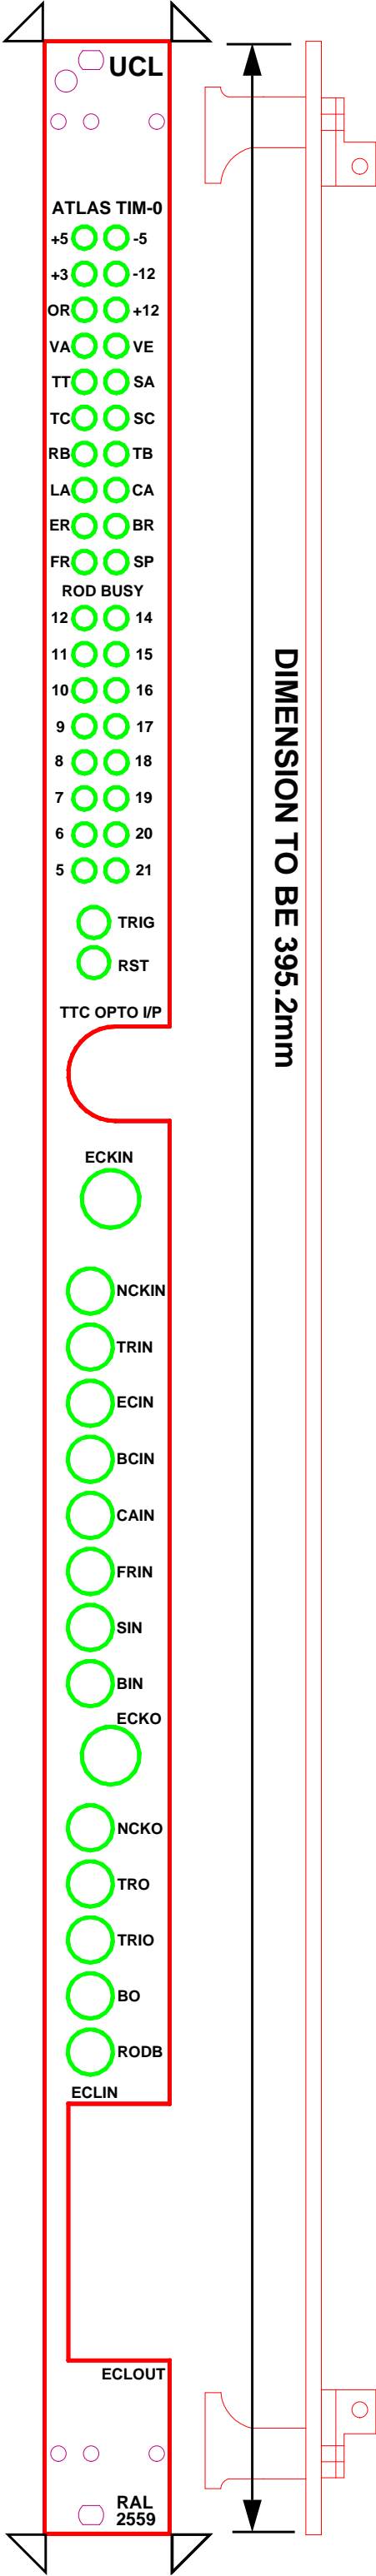 UCL
ATLAS TIM-0
+5 -5
+3 -12
OR +12
VA VE
TT SA
TC SC
RB TB
LA CA
ER BR
FR SP
ROD BUSY
12 14
11 15
10 16
9 17
8 18
7 19
6 20
5 21
TRIG
RST
TTC OPTO I/P
ECKIN
NCKIN
TRIN
ECIN
BCIN
CAIN
FRIN
SIN
BIN
ECKO
NCKO
TRO
TRIO
BO
RODB
ECLIN
ECLOUT
RAL
2559
DIMENSION TO BE 395.2mm